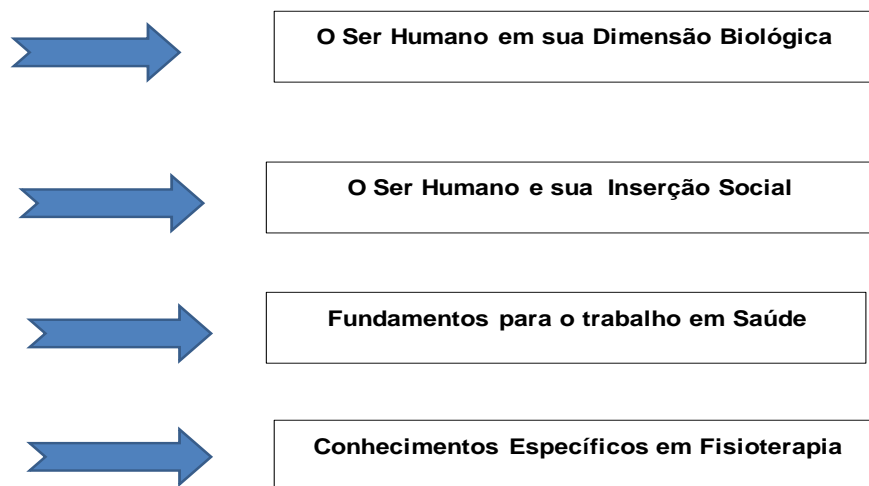 O Ser Humano em sua Dimensão Biológica
O Ser Humano e sua Inserção Social
Fundamentos para o trabalho em Saúde
Conhecimentos Específicos em Fisioterapia